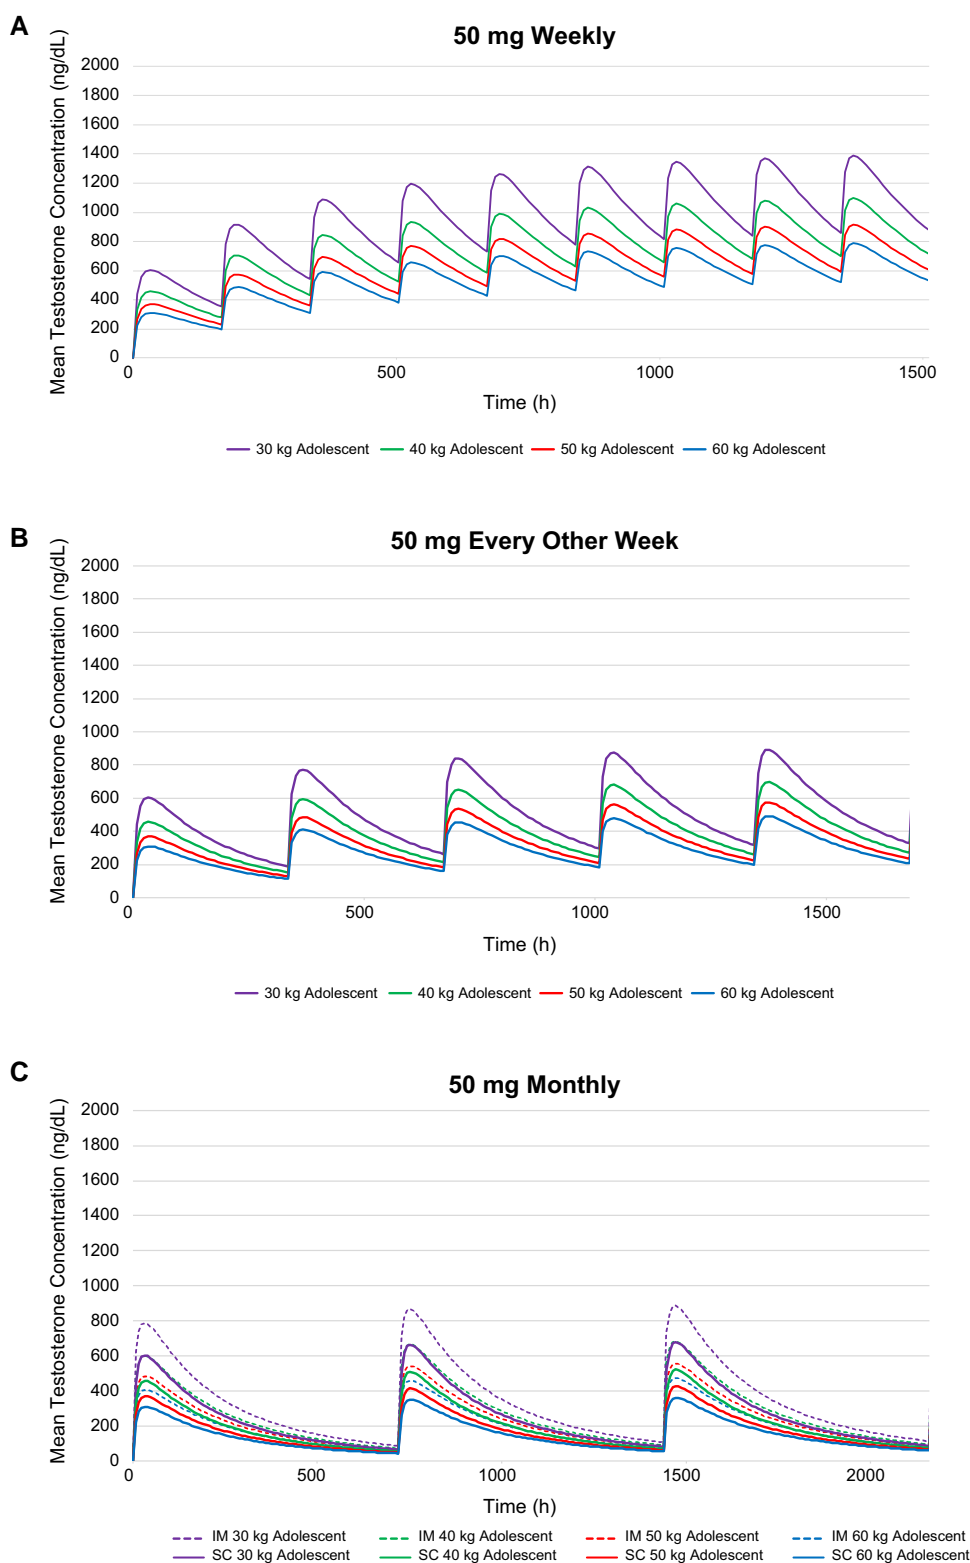 A
50 mg Weekly
Mean Testosterone Concentration (ng/dL)
2000
1800
1600
1400
1200
1000
800
600
400
200
0
0 500 1000 1500
Time (h)
30 kg Adolescent 40 kg Adolescent 50 kg Adolescent 60 kg Adolescent
B
50 mg Every Other Week
Mean Testosterone Concentration (ng/dL)
2000
1800
1600
1400
1200
1000
800
600
400
200
0
0 500 1000 1500
Time (h)
30 kg Adolescent 40 kg Adolescent 50 kg Adolescent 60 kg Adolescent
C
50 mg Monthly
Mean Testosterone Concentration (ng/dL)
2000
1800
1600
1400
1200
1000
800
600
400
200
0
0 500 1000 1500 2000
Time (h)
IM 30 kg Adolescent IM 40 kg Adolescent IM 50 kg Adolescent IM 60 kg Adolescent
SC 30 kg Adolescent SC 40 kg Adolescent SC 50 kg Adolescent SC 60 kg Adolescent